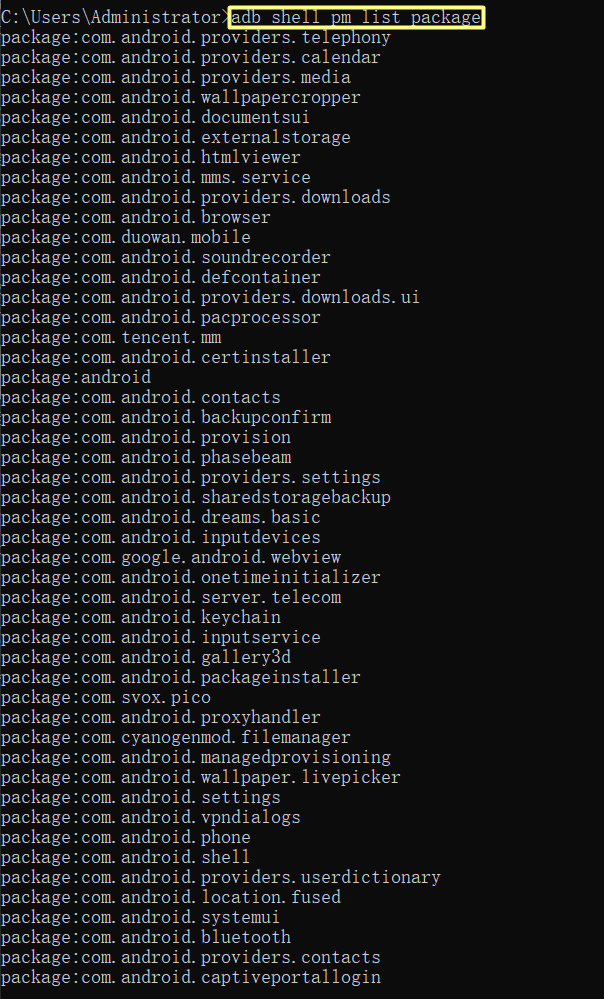 C:\Users\Administrator>adb shell pm list package
package:com.android.providers.telephony
package:com.android.providers.calendar
package:com.android.providers.media
package:com.android.wallpapercropper
package:com.android.documentsui
package:com.android.externalstorage
package:com.android.htmlviewer
package:com.android.mms.service
package:com.android.providers.downloads
package:com.android.browser
package:com.duowan.mobile
package:com.android.soundrecorder
package:com.android.defcontainer
package:com.android.providers.downloads.ui
package:com.android.pacprocessor
package:com.tencent.mm
package:com.android.certinstaller
package:android
package:com.android.contacts
package:com.android.backupconfirm
package:com.android.provision
package:com.android.phasebeam
package:com.android.providers.settings
package:com.android.sharedstoragebackup
package:com.android.dreams.basic
package:com.android.inputdevices
package:com.google.android.webview
package:com.android.onetimeinitializer
package:com.android.server.telecom
package:com.android.keychain
package:com.android.inputservice
package:com.android.gallery3d
package:com.android.packageinstaller
package:com.svox.pico
package:com.android.proxyhandler
package:com.cyanogenmod.filemanager
package:com.android.managedprovisioning
package:com.android.wallpaper.livepicker
package:com.android.settings
package:com.android.vpndialogs
package:com.android.phone
package:com.android.shell
package:com.android.providers.userdictionary
package:com.android.location.fused
package:com.android.systemui
package:com.android.bluetooth
package:com.android.providers.contacts
package:com.android.captiveportallogin